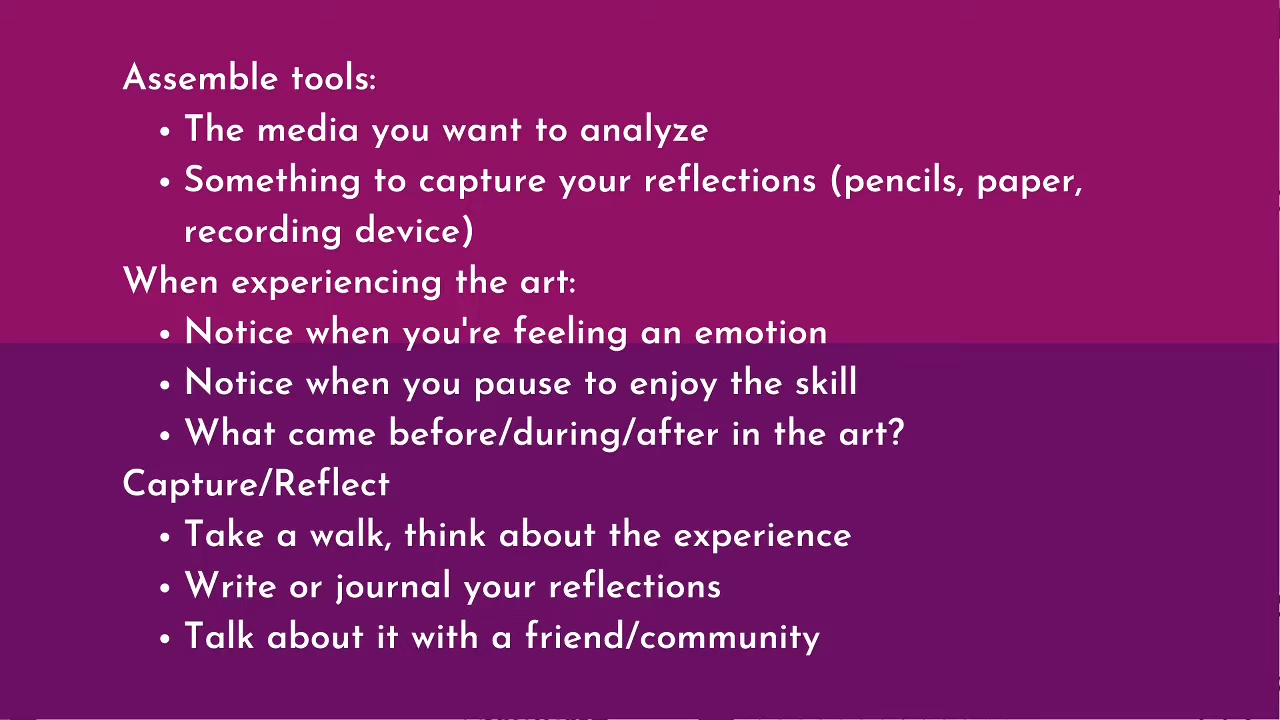 Assemble tools:
• The media you want to analyze
• Something to capture your reflections (pencils, paper,
recording device)
When experiencing the art:
• Notice when you're feeling an emotion
• Notice when you pause to enjoy the skill
• What came before/during/after in the art?
Capture/Reflect
• Take a walk, think about the experience
• Write or journal your reflections
• Talk about it with a friend/community